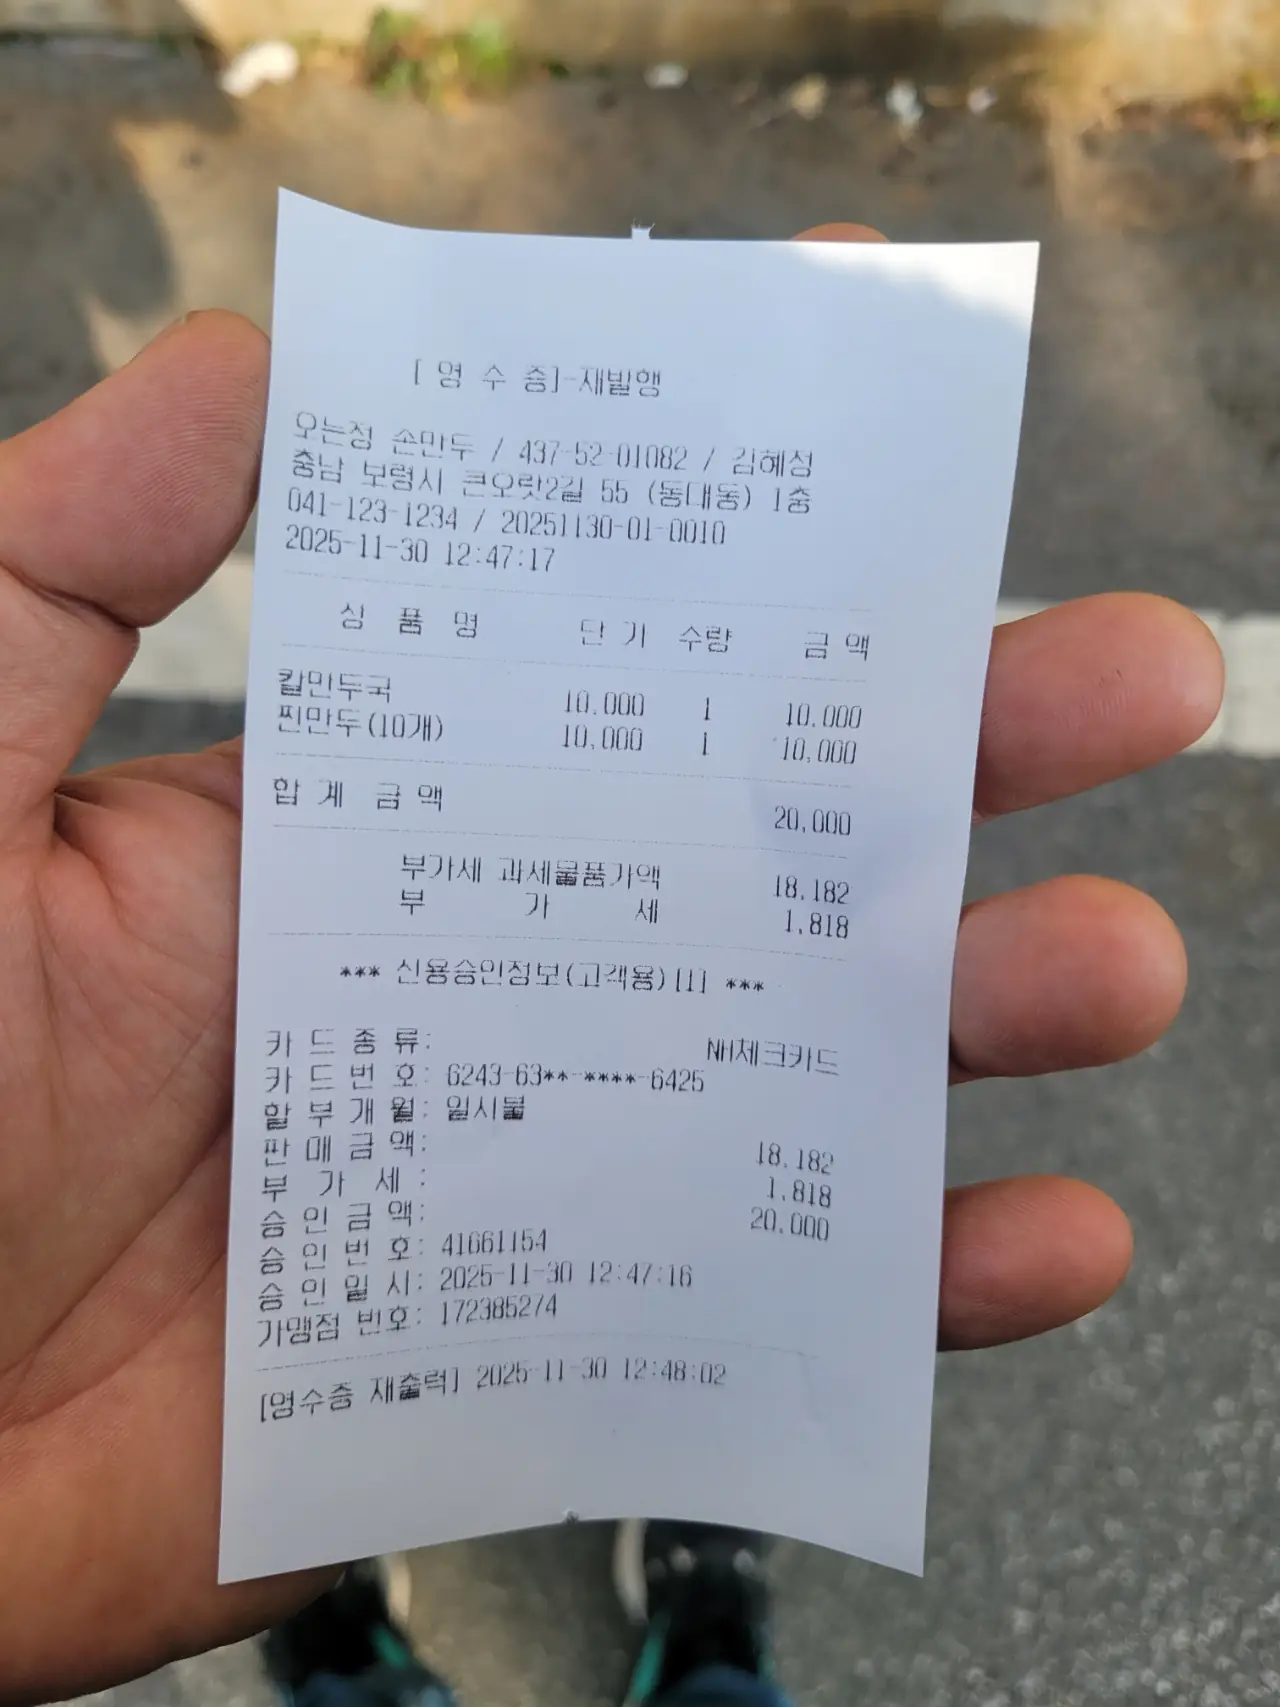 [ 영 수 증]-재발행
오는정 손만두 / 437-52-01082 / 김혜성
충남 보령시 큰오랏2길 55 (동대동) 1층
041-123-1234 / 20251130-01-0010
2025-11-30 12:47:17
상 품 명 단 가 수량 금 액
칼만두국 10,000 1 10,000
찐만두(10개) 10,000 1 10,000
합 계 금 액 20,000
부가세 과세물품가액 18,182
부 가 세 1,818
*** 신용승인정보(고객용)[1] ***
카 드 종 류: NH체크카드
카 드 번 호: 6243-63**-****-6425
할 부 개 월: 일시불
판 매 금 액: 18,182
부 가 세 : 1,818
승 인 금 액: 20,000
승 인 번 호: 41661154
승 인 일 시: 2025-11-30 12:47:16
가맹점 번호: 172385274
[영수증 재출력] 2025-11-30 12:48:02